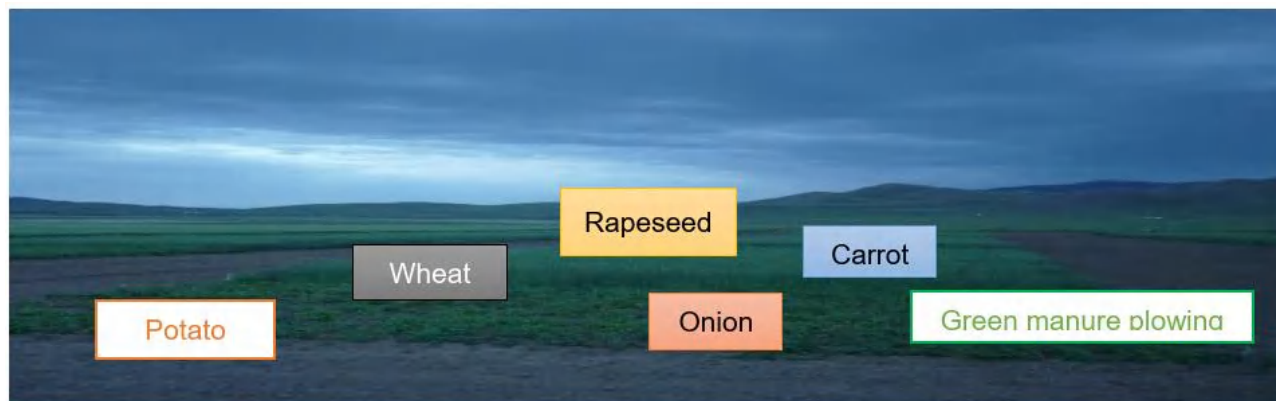 Rapeseed
Carrot
Wheat
Onion
Green manure plowing
Potato